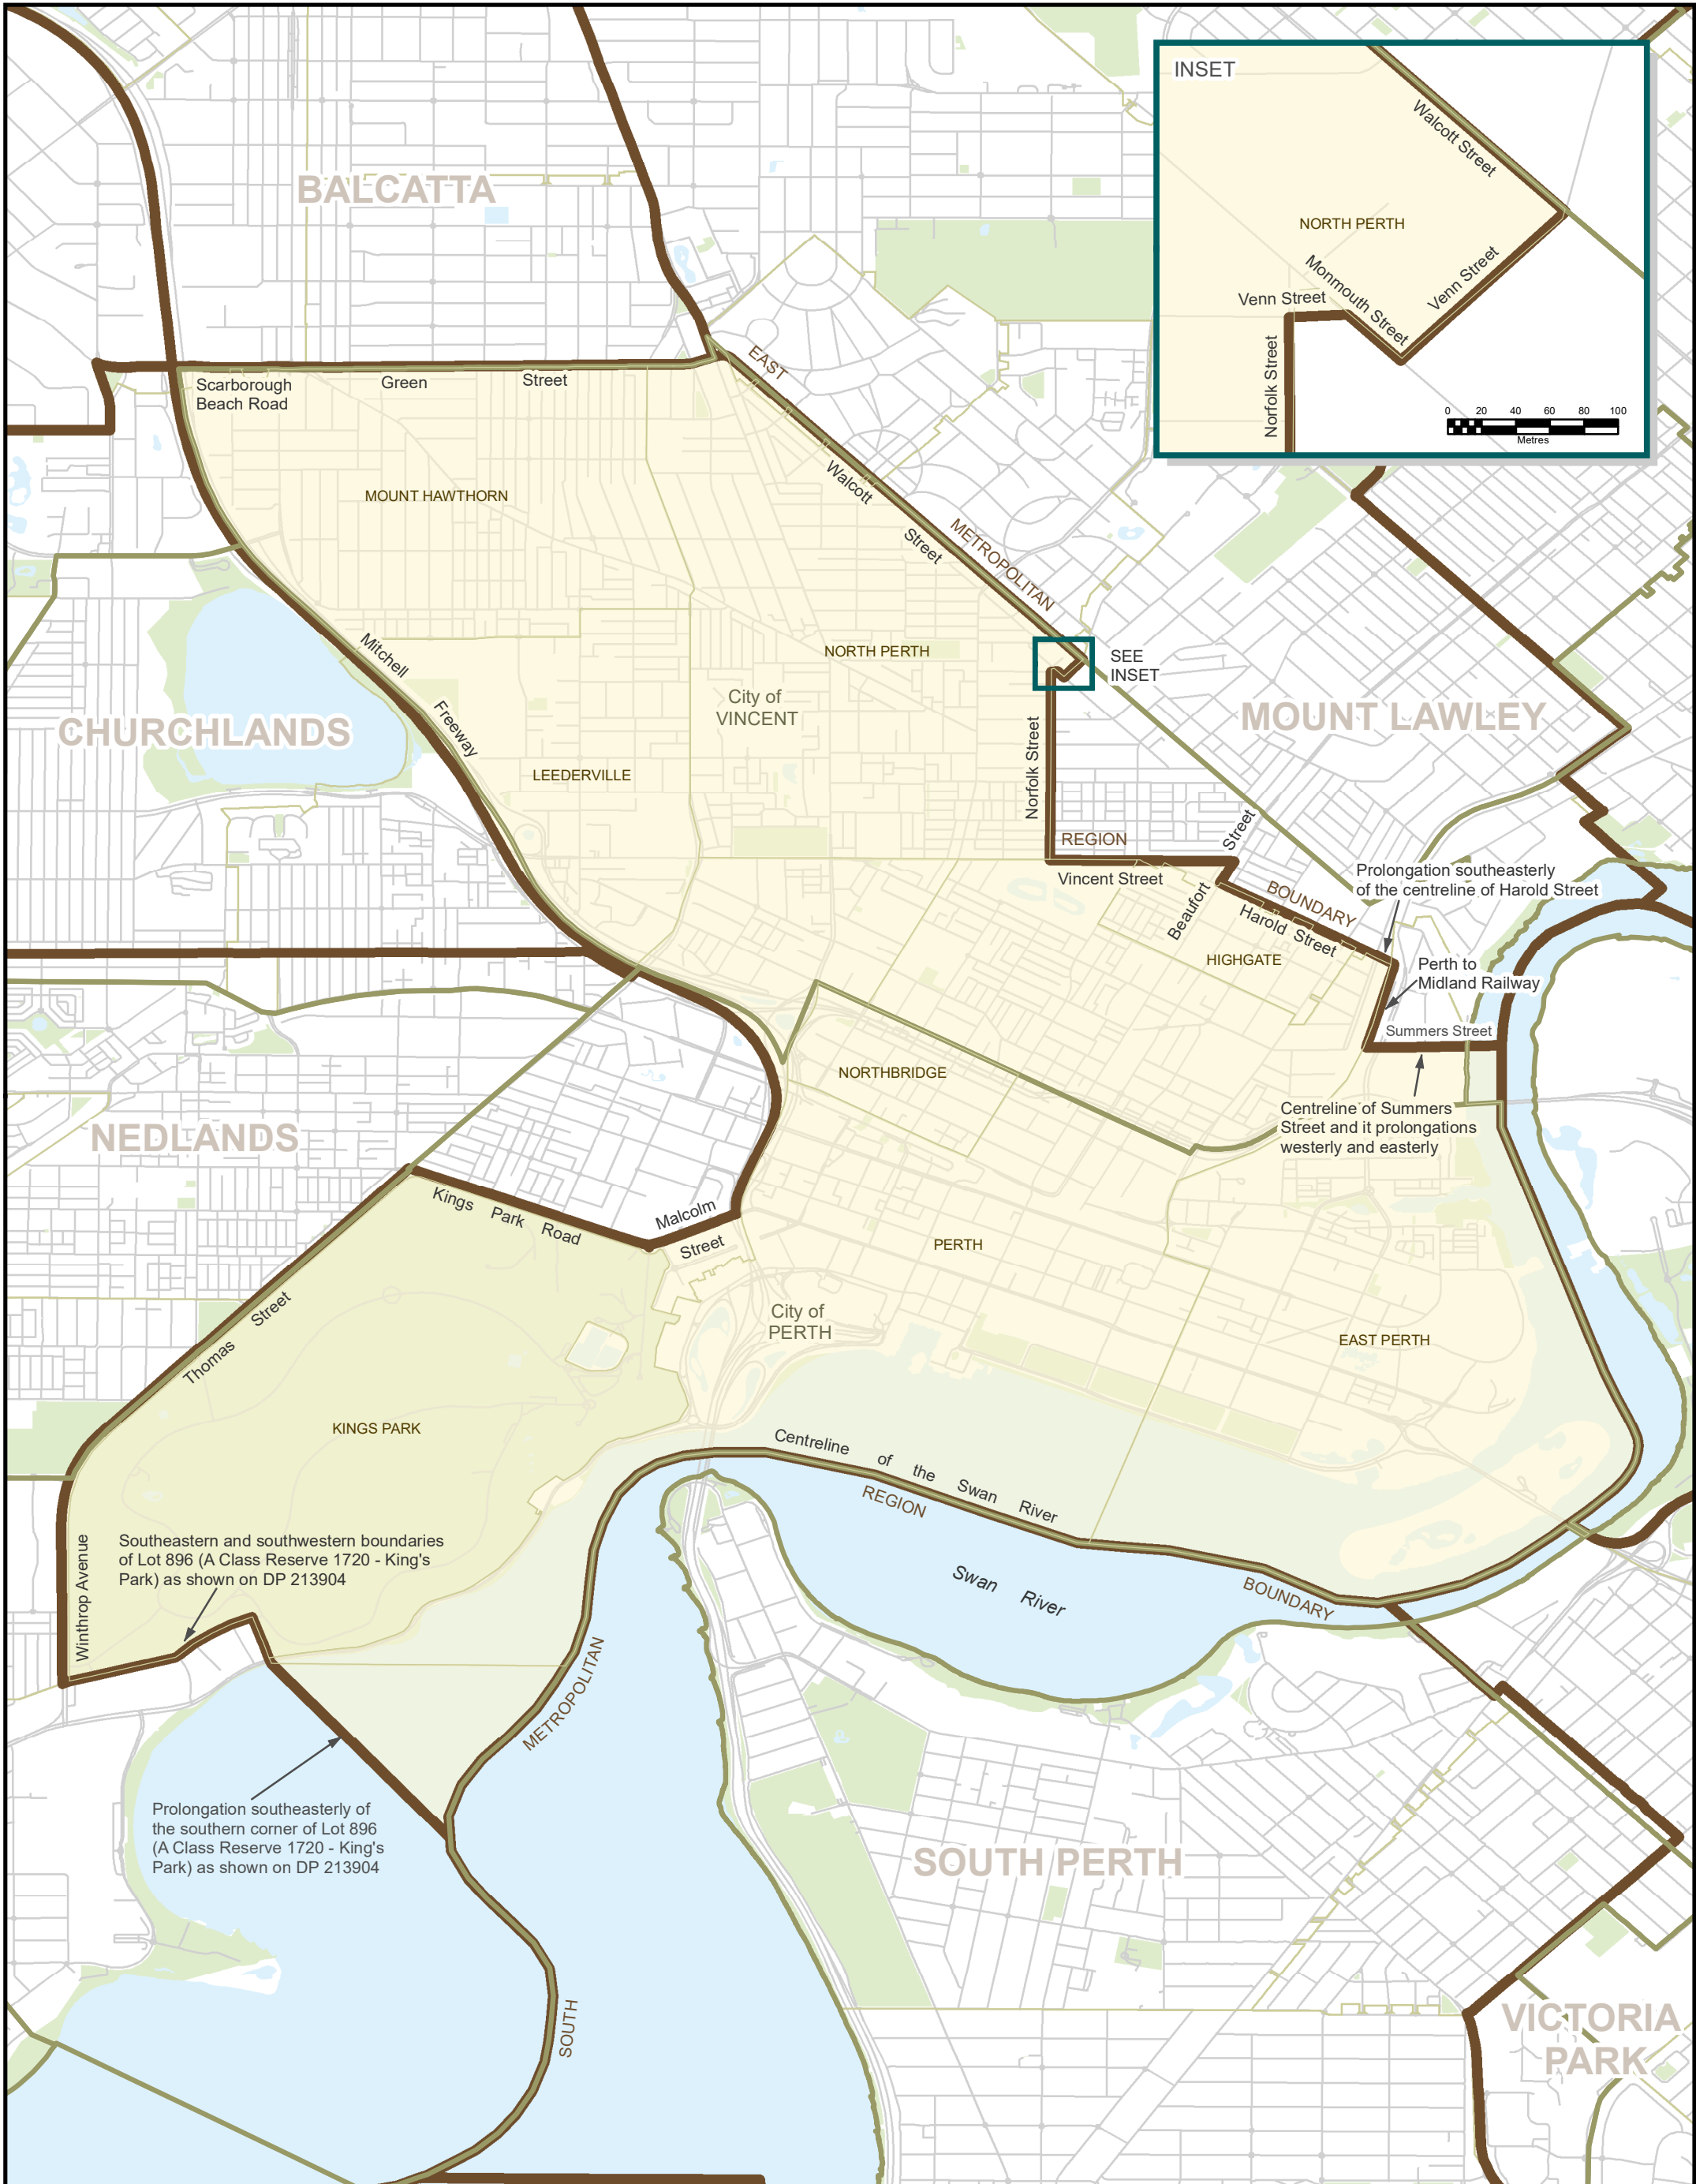 INSET
Walcott Street
NORTH PERTH
Monmouth Street
Venn Street
Venn Street
Norfolk Street
0 20 40 60 80 100
Metres
BALCATTA
EAST
Scarborough
Beach Road
Green Street
MOUNT HAWTHORN
Walcott Street
METROPOLITAN
Mitchell Freeway
NORTH PERTH
SEE
INSET
City of
VINCENT
CHURCHLANDS
MOUNT LAWLEY
LEEDERVILLE
Norfolk Street
REGION
Vincent Street
Beaufort Street
BOUNDARY
Harold Street
Prolongation southeasterly
of the centreline of Harold Street
HIGHGATE
Perth to
Midland Railway
Summers Street
NORTHBRIDGE
Centreline of Summers
Street and it prolongations
westerly and easterly
NEDLANDS
Kings Park Road
Malcolm
Street
PERTH
City of
PERTH
EAST PERTH
Thomas Street
KINGS PARK
Centreline of the Swan River
REGION
Swan River
BOUNDARY
Winthrop Avenue
Southeastern and southwestern boundaries
of Lot 896 (A Class Reserve 1720 - King's
Park) as shown on DP 213904
METROPOLITAN
Prolongation southeasterly of
the southern corner of Lot 896
(A Class Reserve 1720 - King's
Park) as shown on DP 213904
SOUTH PERTH
SOUTH
VICTORIA
PARK